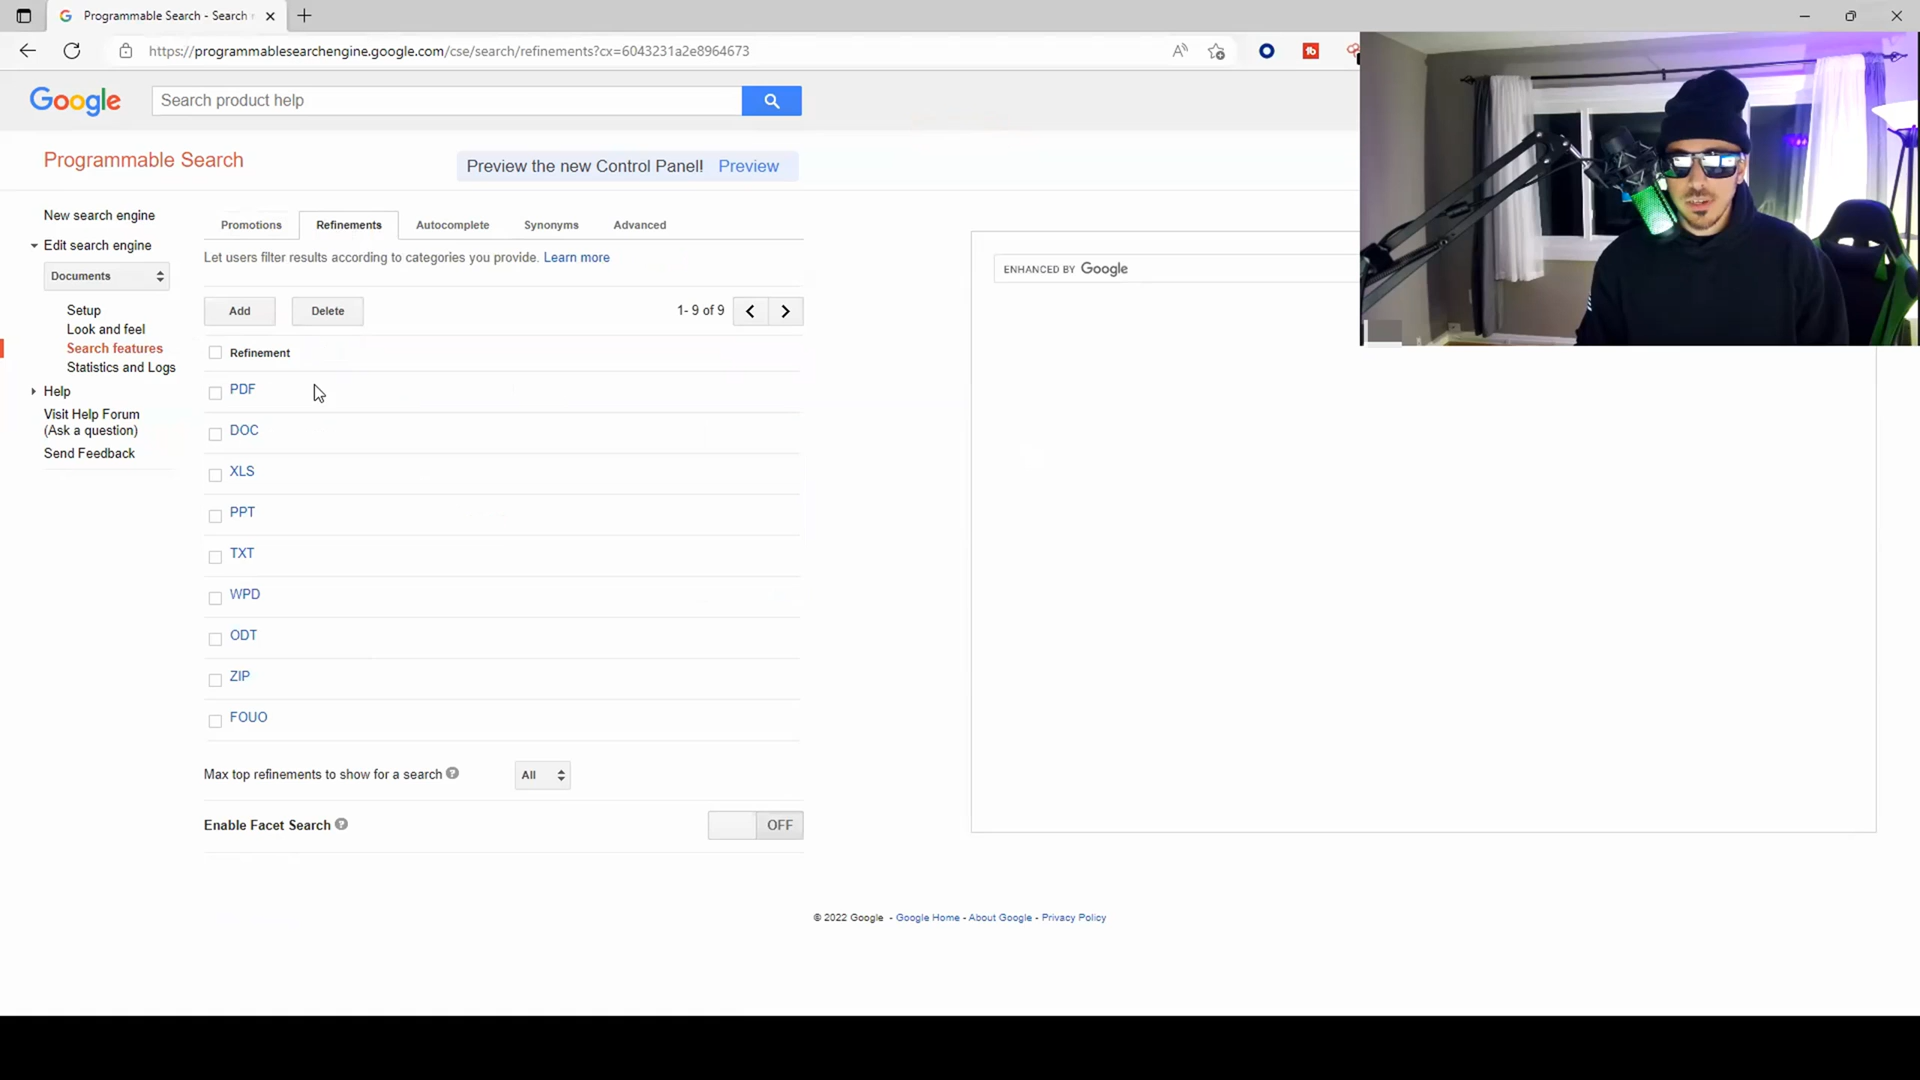 Programmable Search - Search
https://programmablesearchengine.google.com/cse/search/refinements?cx=6043231a2e8964673
Google
Search product help
Programmable Search
Preview the new Control Panel! Preview
New search engine
Edit search engine
Documents
Setup
Look and feel
Search features
Statistics and Logs
Help
Visit Help Forum
(Ask a question)
Send Feedback
Promotions Refinements Autocomplete Synonyms Advanced
Let users filter results according to categories you provide. Learn more
Add Delete 1- 9 of 9
Refinement
PDF
DOC
XLS
PPT
TXT
WPD
ODT
ZIP
FOUO
Max top refinements to show for a search All
Enable Facet Search OFF
ENHANCED BY Google
© 2022 Google - Google Home - About Google - Privacy Policy